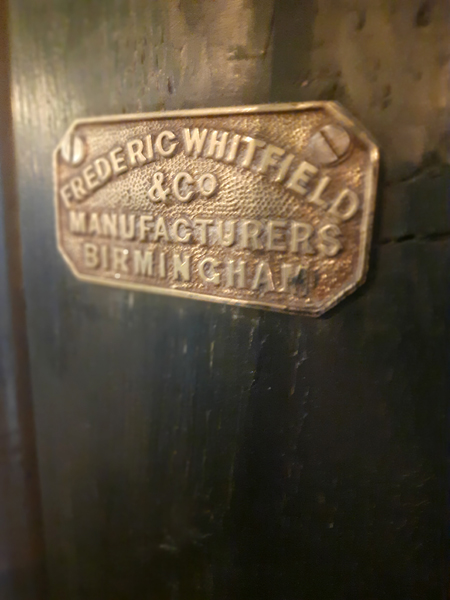 FREDERIC WHITFIELD
& Co
MANUFACTURERS
BIRMINGHAM